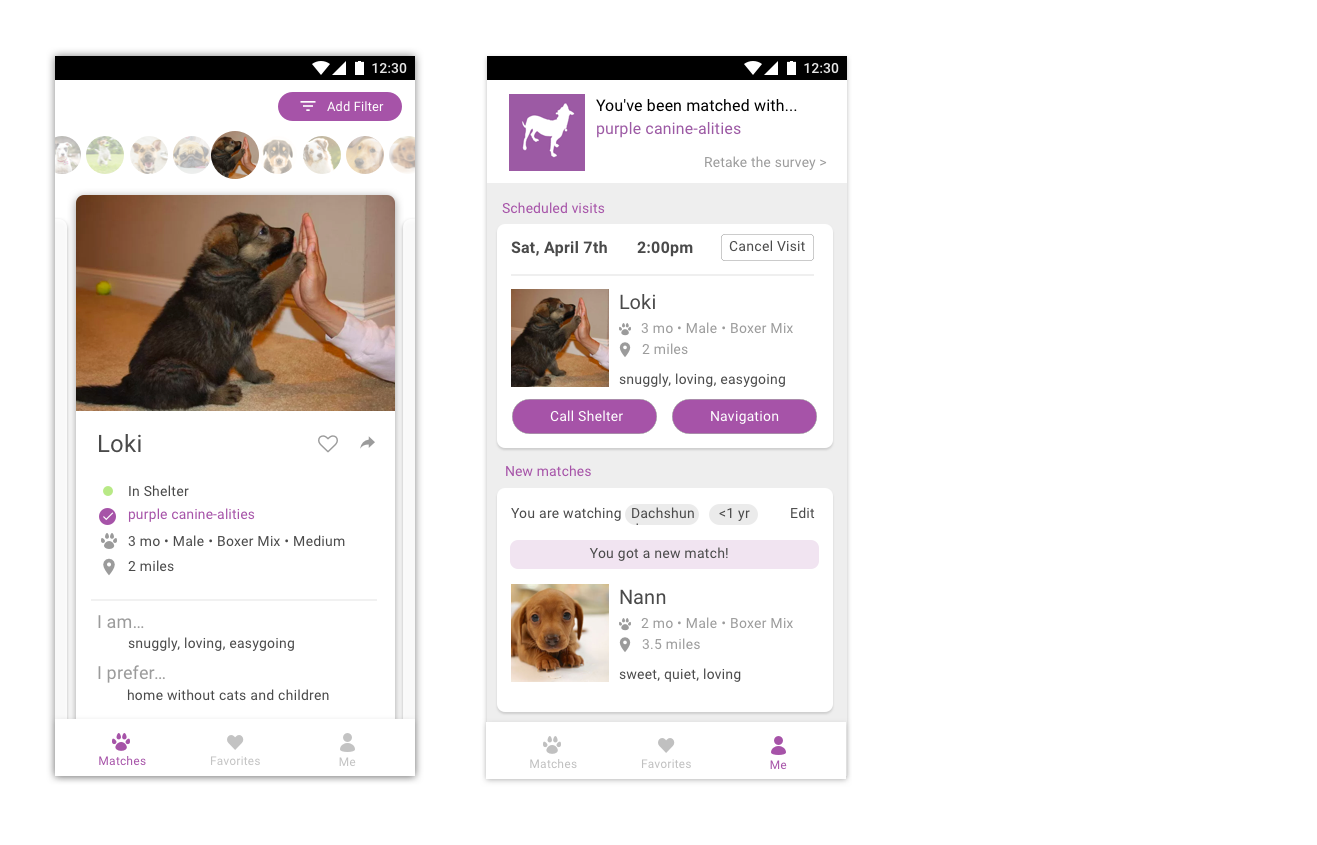 12:30
Add Filter
Loki
In Shelter
purple canine-alities
3 mo • Male • Boxer Mix • Medium
2 miles
I am...
snuggly, loving, easygoing
I prefer...
home without cats and children
Matches
Favorites
Me
12:30
You've been matched with...
purple canine-alities
Retake the survey >
Scheduled visits
Sat, April 7th 2:00pm Cancel Visit
Loki
3 mo • Male • Boxer Mix
2 miles
snuggly, loving, easygoing
Call Shelter
Navigation
New matches
You are watching Dachshun <1 yr Edit
You got a new match!
Nann
2 mo • Male • Boxer Mix
3.5 miles
sweet, quiet, loving
Matches
Favorites
Me